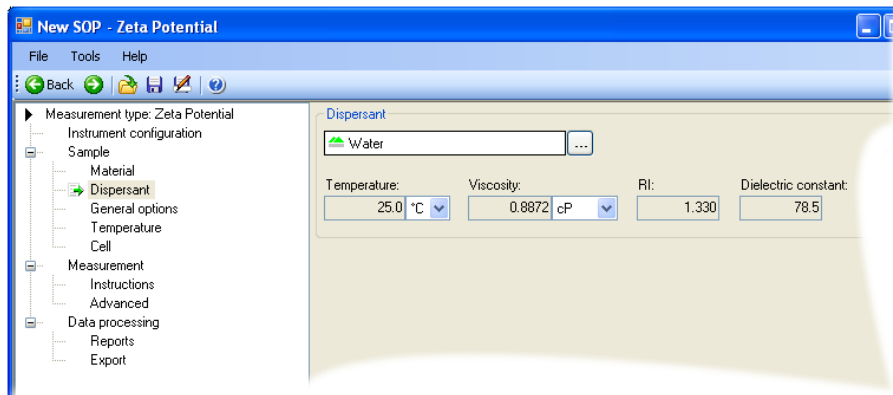 New SOP - Zeta Potential
File Tools Help
Back
Measurement type: Zeta Potential
Instrument configuration
Sample
Material
Dispersant
General options
Temperature
Cell
Measurement
Instructions
Advanced
Data processing
Reports
Export
Dispersant
Water ...
Temperature: Viscosity: RI: Dielectric constant:
25.0 °C 0.8872 cP 1.330 78.5